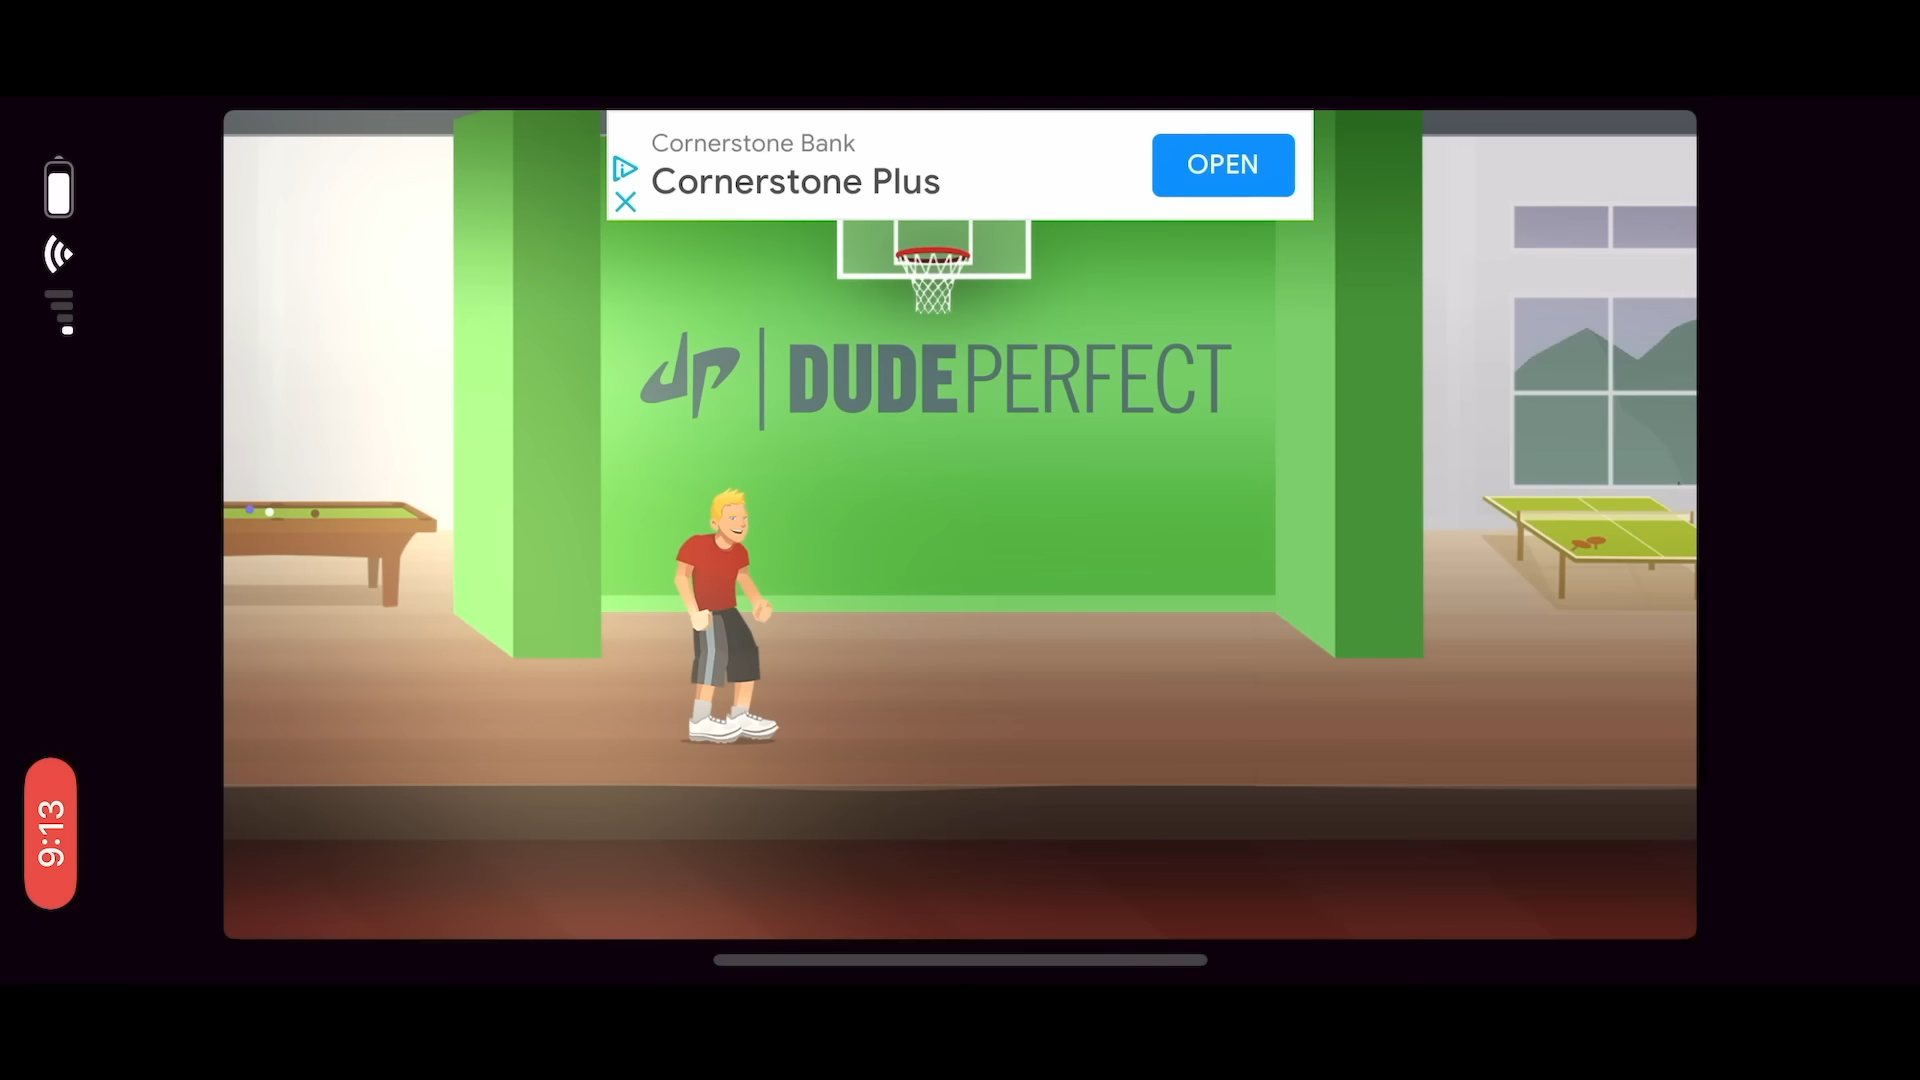 Cornerstone Bank
Cornerstone Plus
OPEN
dp | DUDEPERFECT
9:13